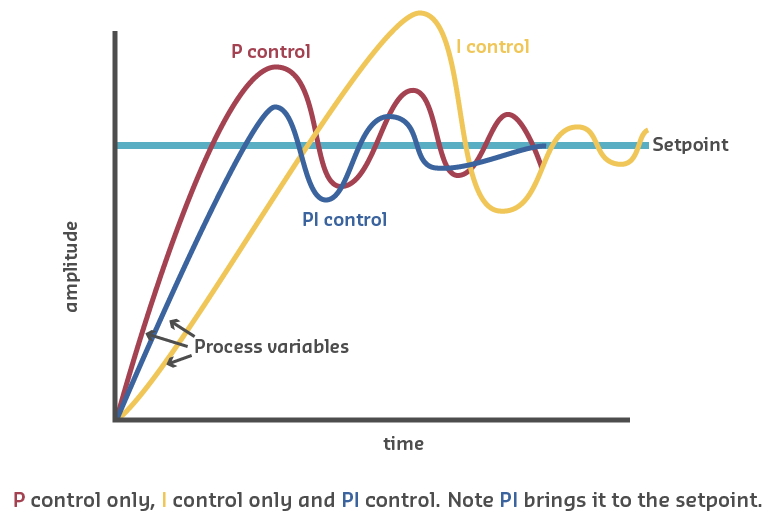 P control
I control
Setpoint
PI control
amplitude
Process variables
time
P control only, I control only and PI control. Note PI brings it to the setpoint.